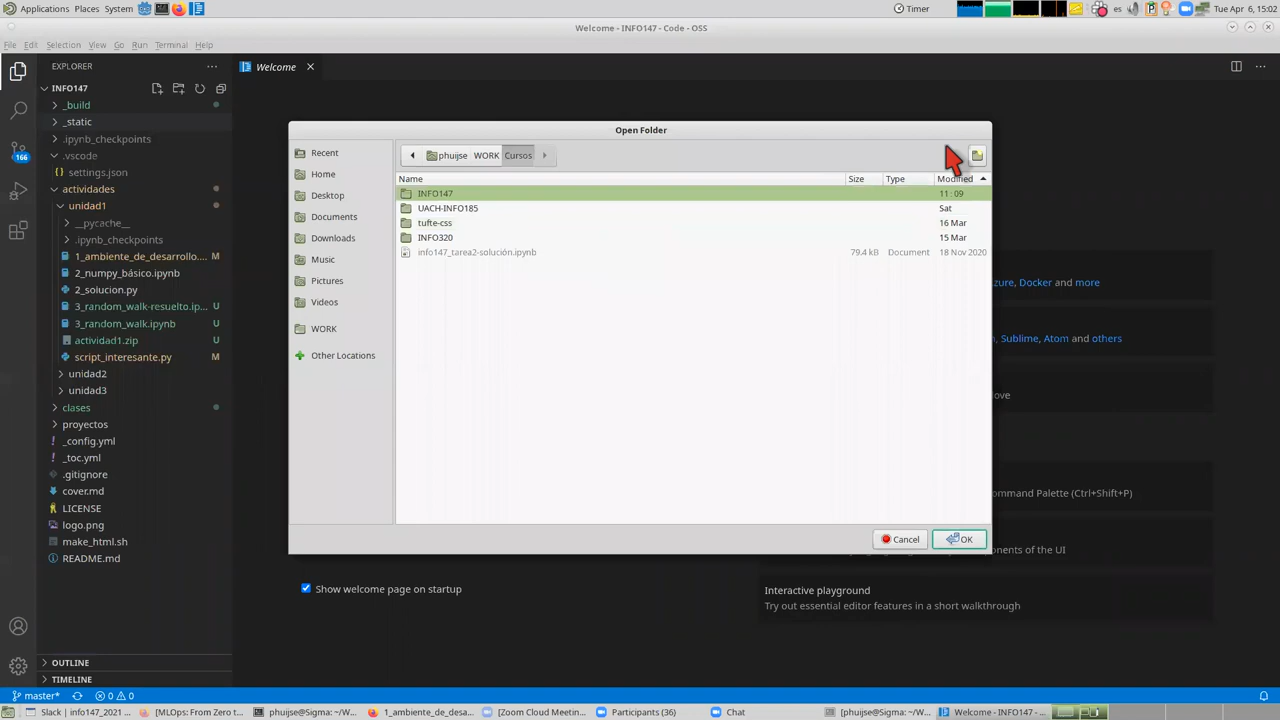 Applications Places System Timer es Tue Apr 6, 15:02
Welcome - INFO147 - Code - OSS
File Edit Selection View Go Run Terminal Help
EXPLORER ···
Welcome
INFO147
_build
_static
.ipynb_checkpoints
.vscode
settings.json
actividades
unidad1
__pycache__
.ipynb_checkpoints
1_ambiente_de_desarrollo.... M
2_numpy_básico.ipynb
2_solucion.py
3_random_walk-resuelto.ip... U
3_random_walk.ipynb U
actividad1.zip U
script_interesante.py M
unidad2
unidad3
clases
proyectos
_config.yml
_toc.yml
.gitignore
cover.md
LICENSE
logo.png
make_html.sh
README.md
OUTLINE
TIMELINE
166
Open Folder
Recent
Home
Desktop
Documents
Downloads
Music
Pictures
Videos
WORK
Other Locations
phuijse WORK Cursos
Name Size Type Modified
INFO147 11:09
UACH-INFO185 Sat
tufte-css 16 Mar
INFO320 15 Mar
info147_tarea2-solución.ipynb 79.4 kB Document 18 Nov 2020
Cancel OK
zure, Docker and more
, Sublime, Atom and others
ove
ommand Palette (Ctrl+Shift+P)
onents of the UI
Show welcome page on startup
Interactive playground
Try out essential editor features in a short walkthrough
master* 0 0
Slack | info147_2021 ... [MLOps: From Zero t... phuijse@Sigma: ~/W... 1_ambiente_de_desa... [Zoom Cloud Meetin... Participants (36) Chat [phuijse@Sigma: ~/W... Welcome - INFO147 -...